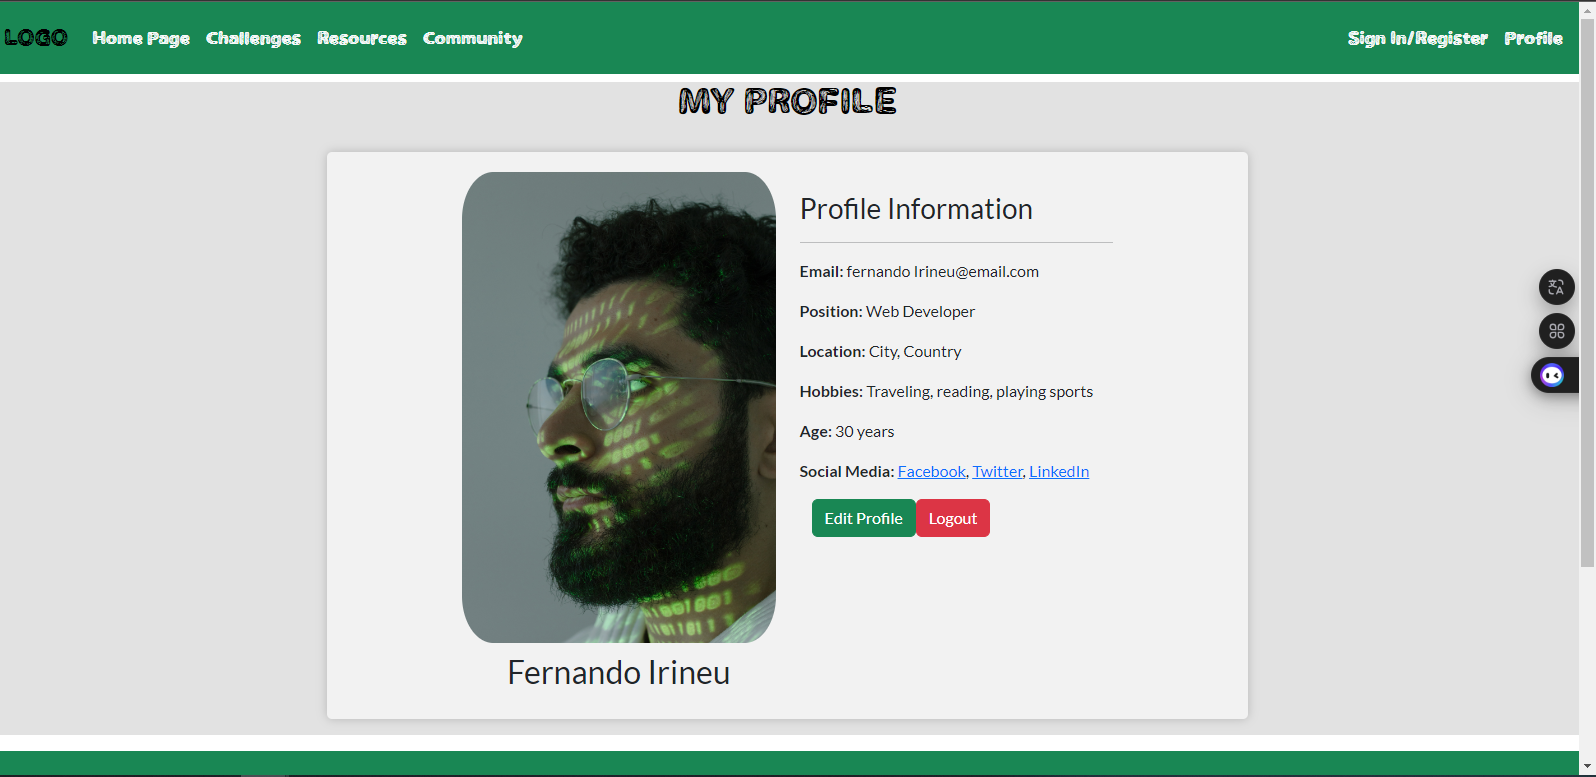 LOGO Home Page Challenges Resources Community Sign In/Register Profile
MY PROFILE
Profile Information
Email: fernando Irineu@email.com
Position: Web Developer
Location: City, Country
Hobbies: Traveling, reading, playing sports
Age: 30 years
Social Media: Facebook, Twitter, LinkedIn
Edit Profile Logout
Fernando Irineu